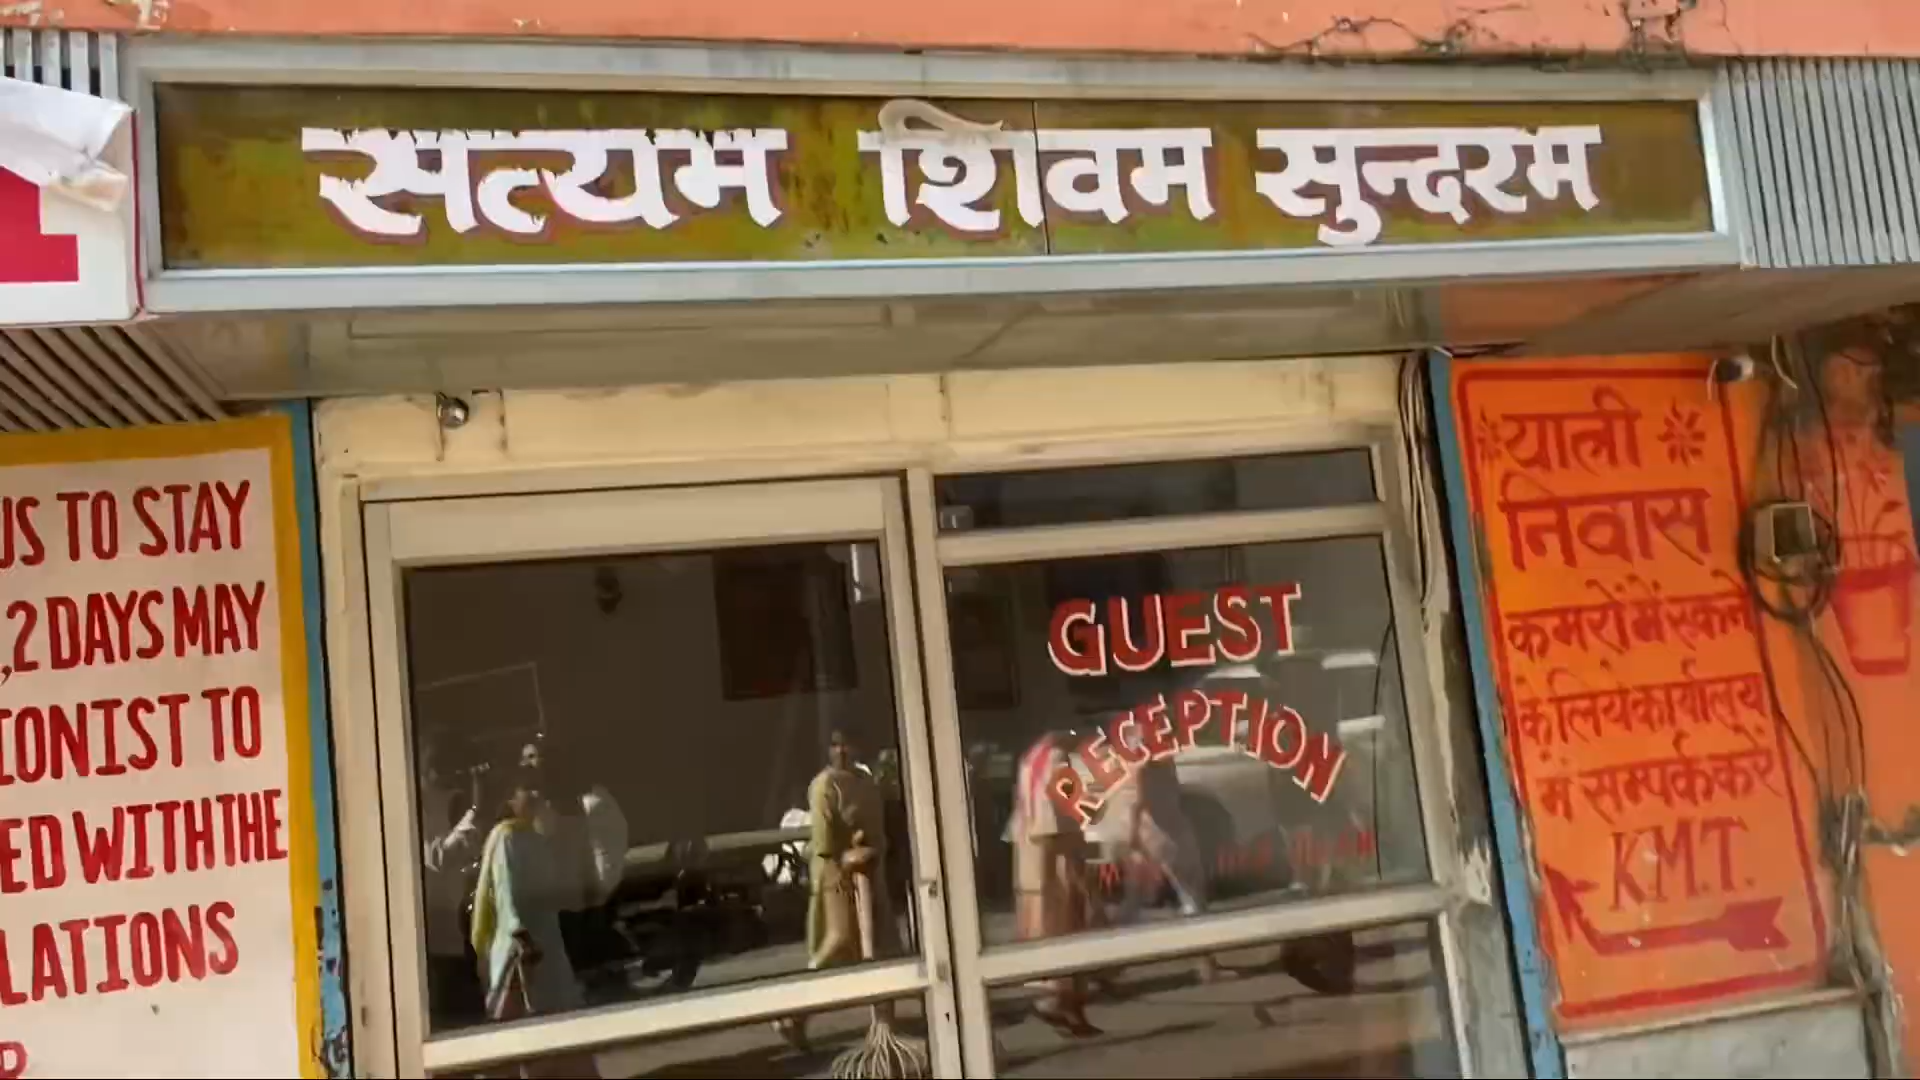 सत्यम शिवम सुन्दरम
US TO STAY
,2 DAYS MAY
IONIST TO
ED WITH THE
LATIONS
GUEST
RECEPTION
यात्री
निवास
कमरों में रुकने
के लिये कार्यालय
में सम्पर्क करें
K.M.T.